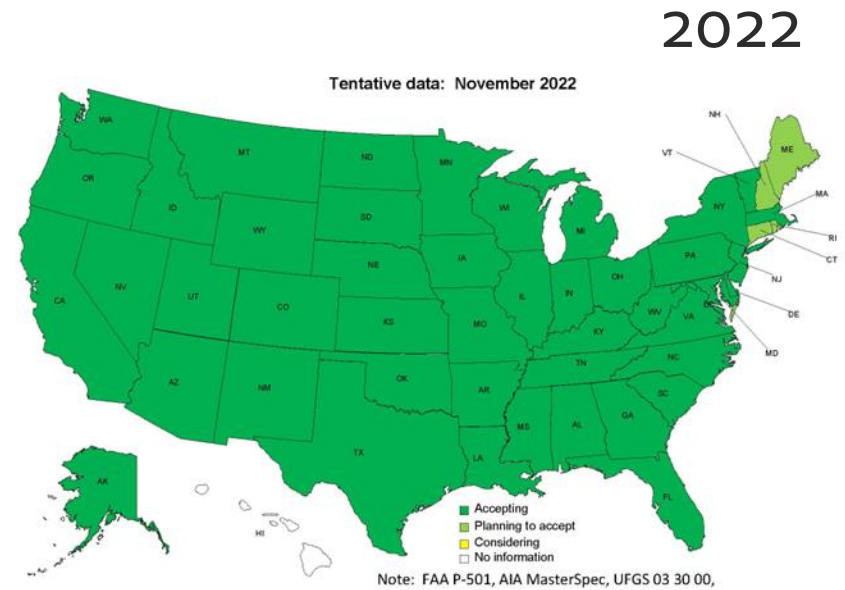 2022
Tentative data: November 2022
NH
VT
WA
MT
ND
MN
ME
OR
ID
SD
WI
MI
NY
MA
WY
RI
CT
IA
NE
PA
NJ
NV
UT
CO
IL
IN
OH
CA
KS
MO
WV
VA
DC
DE
KY
MD
AZ
NM
OK
AR
TN
NC
SC
MS
AL
GA
TX
LA
AK
FL
HI
Accepting
Planning to accept
Considering
No information
Note: FAA P-501, AIA MasterSpec, UFGS 03 30 00,